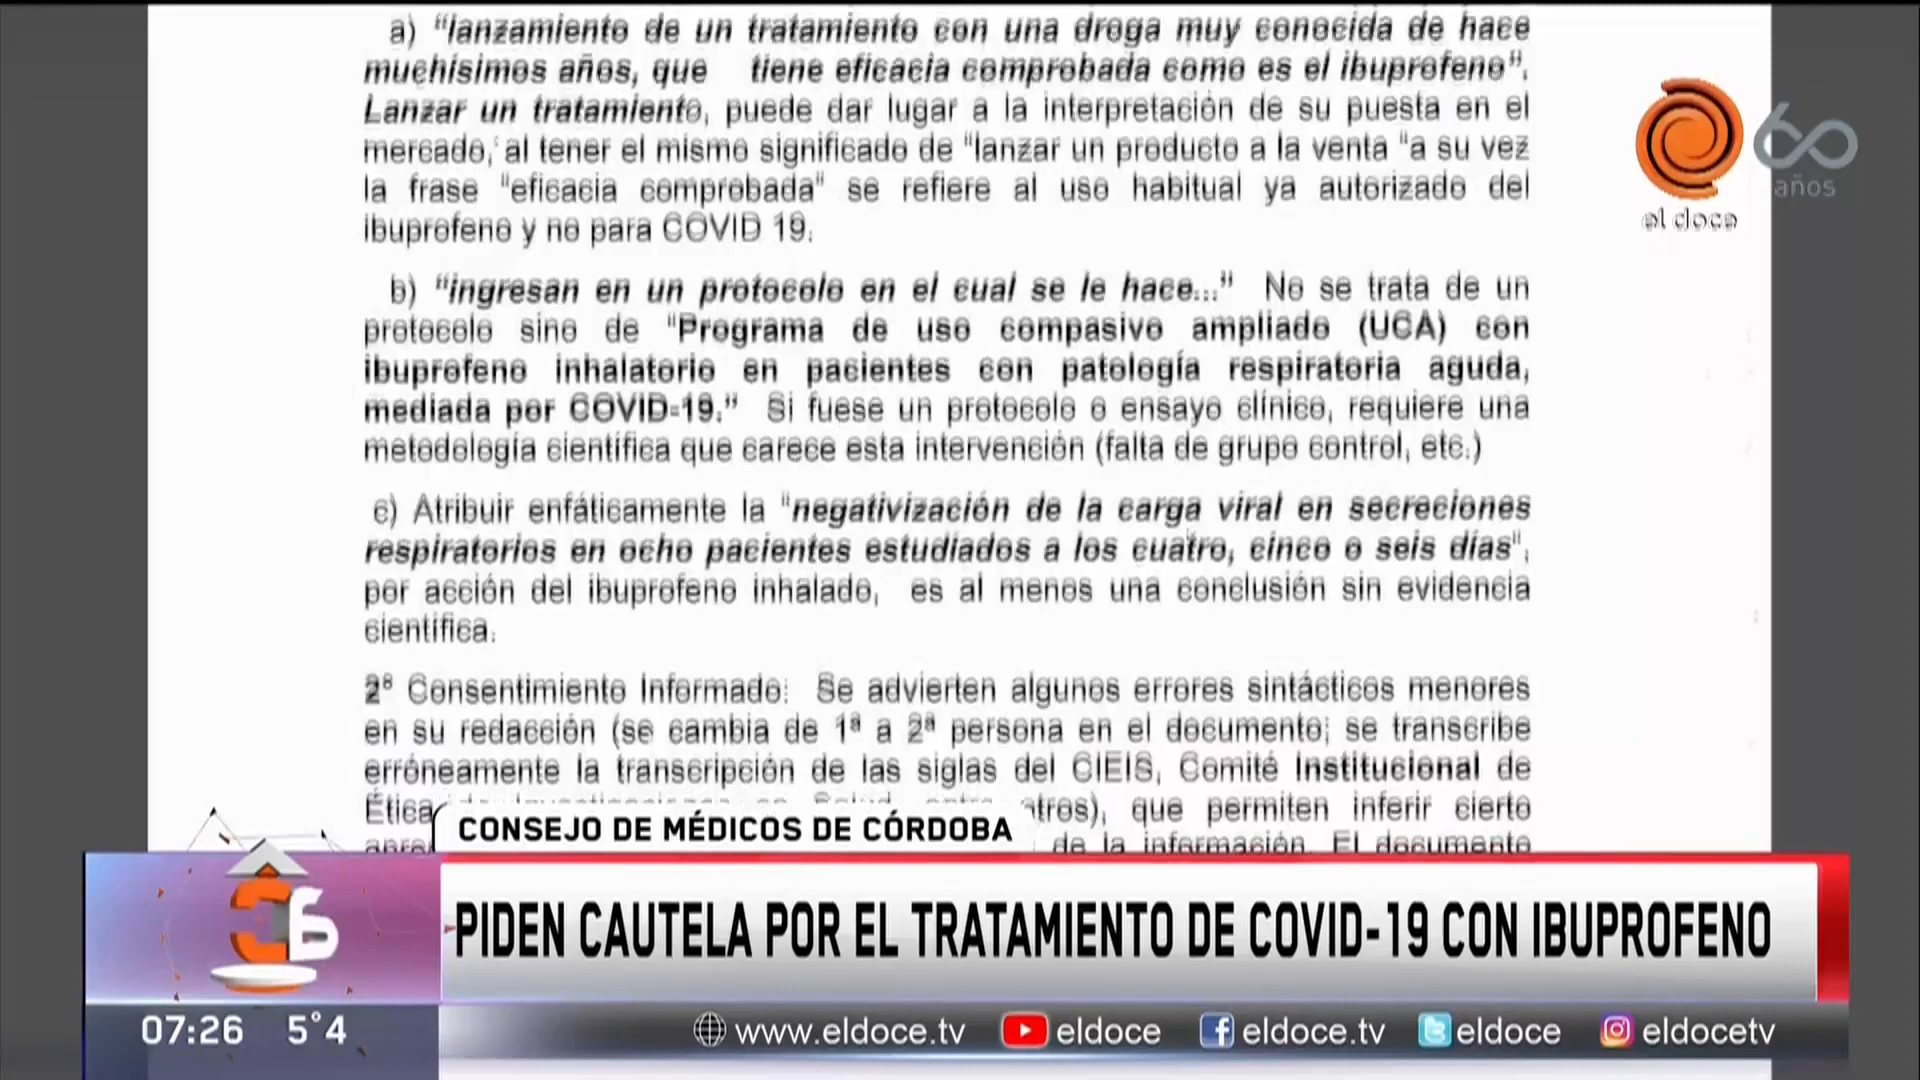 a) “lanzamiento de un tratamiento con una droga muy conocida de hace
muchísimos años, que tiene eficacia comprobada como es el ibuprofeno”.
Lanzar un tratamiento, puede dar lugar a la interpretación de su puesta en el
mercado, al tener el mismo significado de “lanzar un producto a la venta “a su vez
la frase “eficacia comprobada” se refiere al uso habitual ya autorizado del
ibuprofeno y no para COVID 19.
b) “ingresan en un protocolo en el cual se le hace...” No se trata de un
protocolo sino de “Programa de uso compasivo ampliado (UCA) con
ibuprofeno inhalatorio en pacientes con patología respiratoria aguda,
mediada por COVID-19.” Si fuese un protocolo o ensayo clínico, requiere una
metodología científica que carece esta intervención (falta de grupo control, etc.)
c) Atribuir enfáticamente la “negativización de la carga viral en secreciones
respiratorios en ocho pacientes estudiados a los cuatro, cinco o seis días”,
por acción del ibuprofeno inhalado, es al menos una conclusión sin evidencia
científica.
2º Consentimiento Informado: Se advierten algunos errores sintácticos menores
en su redacción (se cambia de 1ª a 2ª persona en el documento; se transcribe
erróneamente la transcripción de las siglas del CIEIS, Comité Institucional de
Ética que permiten inferir cierto
de la información. El documento
el doce
60
años
CONSEJO DE MÉDICOS DE CÓRDOBA
PIDEN CAUTELA POR EL TRATAMIENTO DE COVID-19 CON IBUPROFENO
07:26 5°4
www.eldoce.tv eldoce eldoce.tv eldoce eldocetv